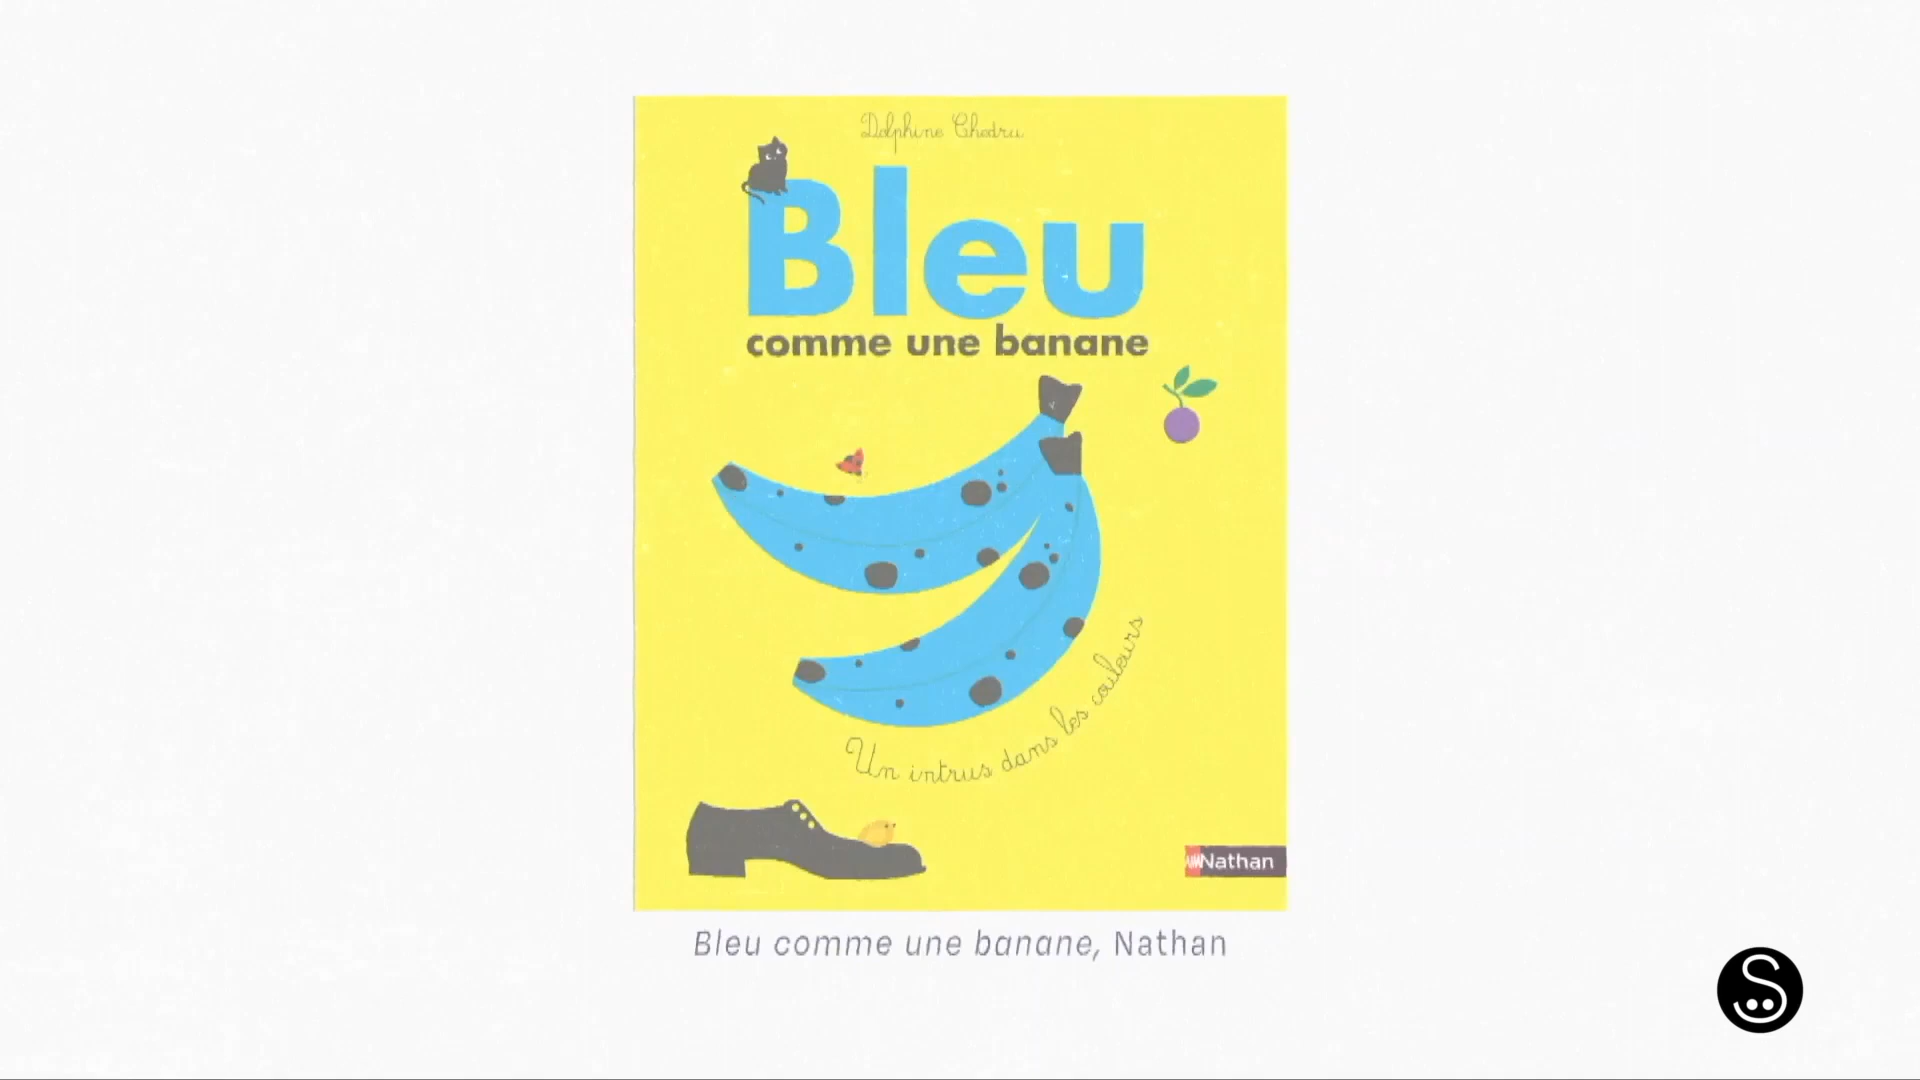 Delphine Chedru
Bleu
comme une banane
Un intrus dans les couleurs
Nathan
Bleu comme une banane, Nathan